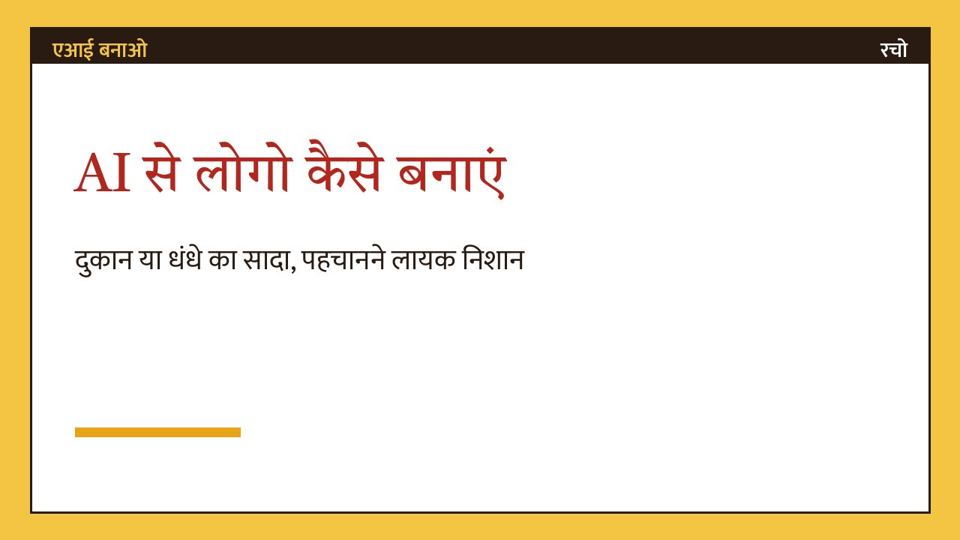 एआई बनाओ
रचो
AI से लोगो कैसे बनाएं
दुकान या धंधे का सादा, पहचानने लायक निशान